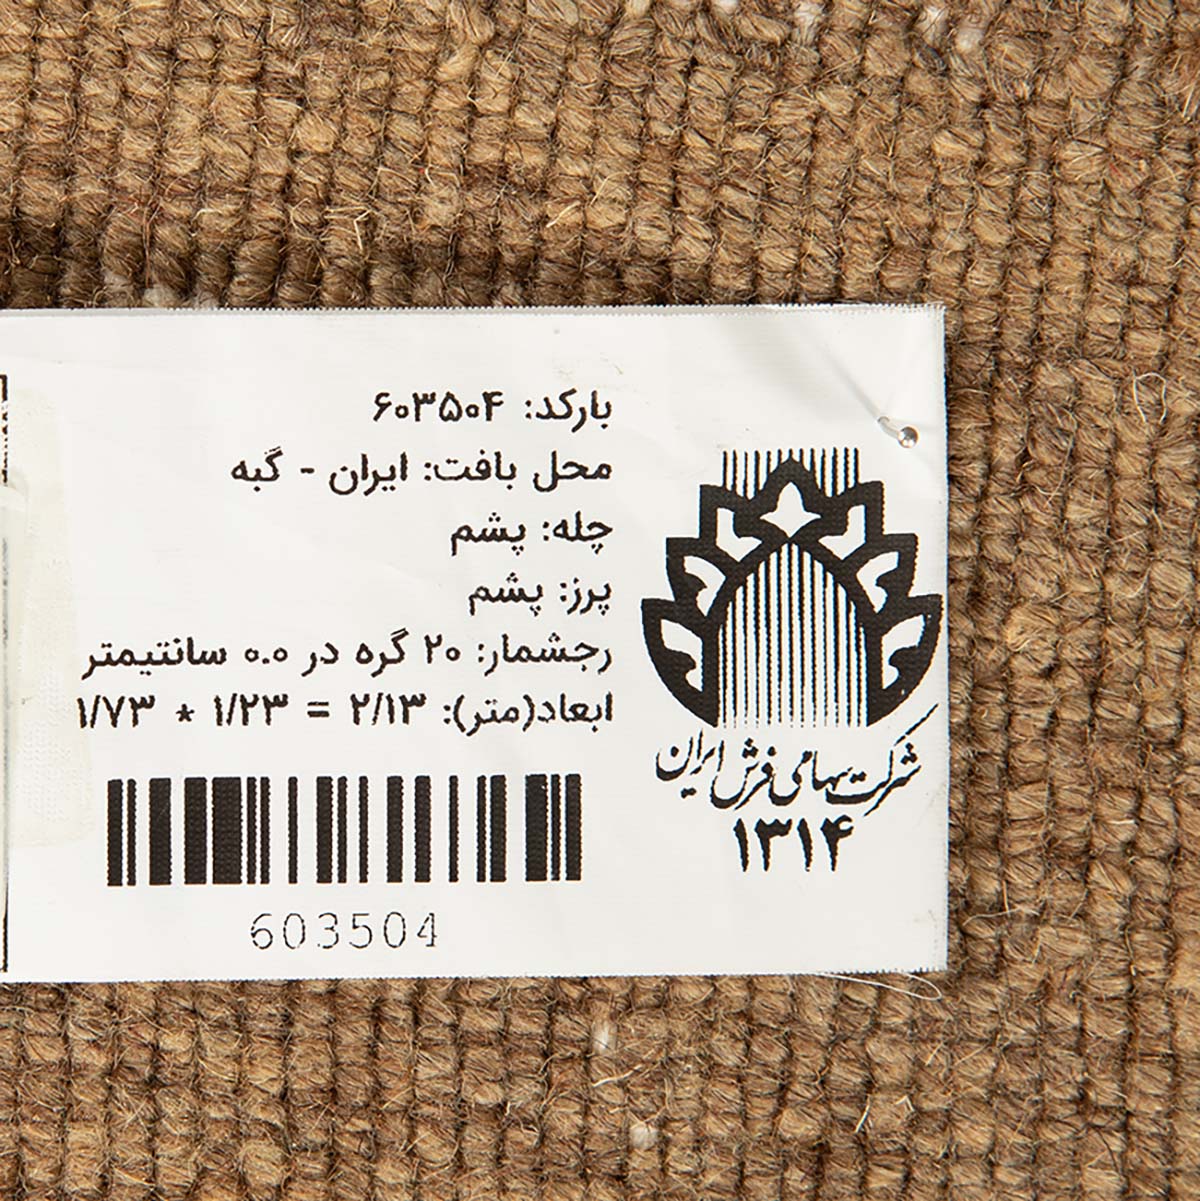 بارکد: ۶۰۳۵۰۴
محل بافت: ایران - گبه
چله: پشم
پرز: پشم
رجشمار: ۲۰ گره در ۰.۰ سانتیمتر
ابعاد(متر): ۲/۱۳ = ۱/۲۳ * ۱/۷۳
603504
شرکت سهامی فرش ایران
۱۳۱۴